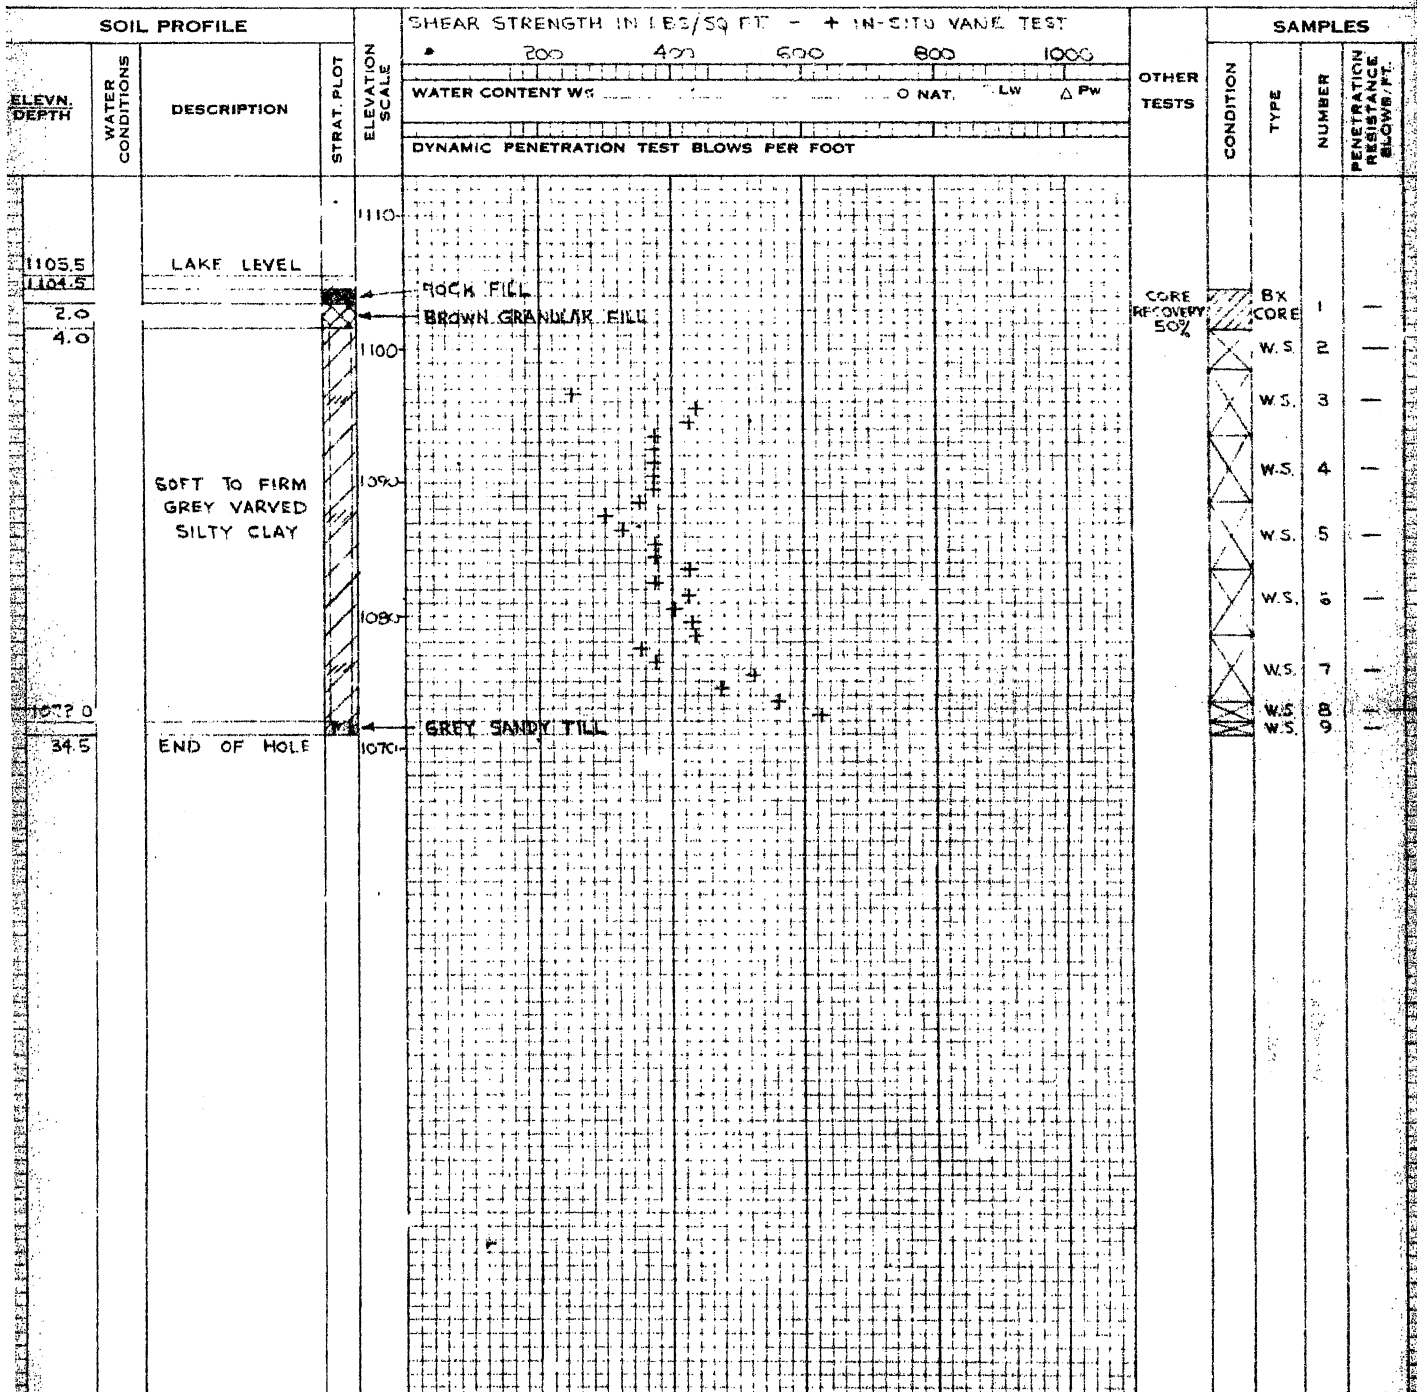 SOIL PROFILE
ELEVN. DEPTH
WATER CONDITIONS
DESCRIPTION
STRAT. PLOT
ELEVATION SCALE
SHEAR STRENGTH IN LBS/SQ FT - + IN-SITU VANE TEST
200 400 600 800 1000
WATER CONTENT W% O NAT. LW △ PW
DYNAMIC PENETRATION TEST BLOWS PER FOOT
OTHER TESTS
SAMPLES
CONDITION
TYPE
NUMBER
PENETRATION RESISTANCE BLOWS/FT.
1110
1105.5 LAKE LEVEL
1104.5
ROCK FILL
2.0
BROWN GRANULAR FILL
4.0
CORE RECOVERY 50%
BX CORE 1 —
1100
W.S. 2 —
W.S. 3 —
1090
SOFT TO FIRM
GREY VARVED
SILTY CLAY
W.S. 4 —
W.S. 5 —
W.S. 6 —
1080
W.S. 7 —
1072.0
W.S. 8 —
GREY SANDY TILL
W.S. 9 —
34.5 END OF HOLE
1070